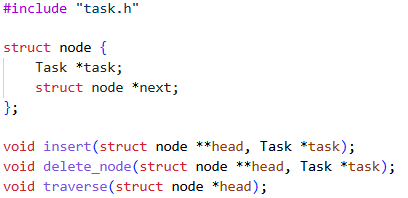 #include "task.h"

struct node {
    Task *task;
    struct node *next;
};

void insert(struct node **head, Task *task);
void delete_node(struct node **head, Task *task);
void traverse(struct node *head);